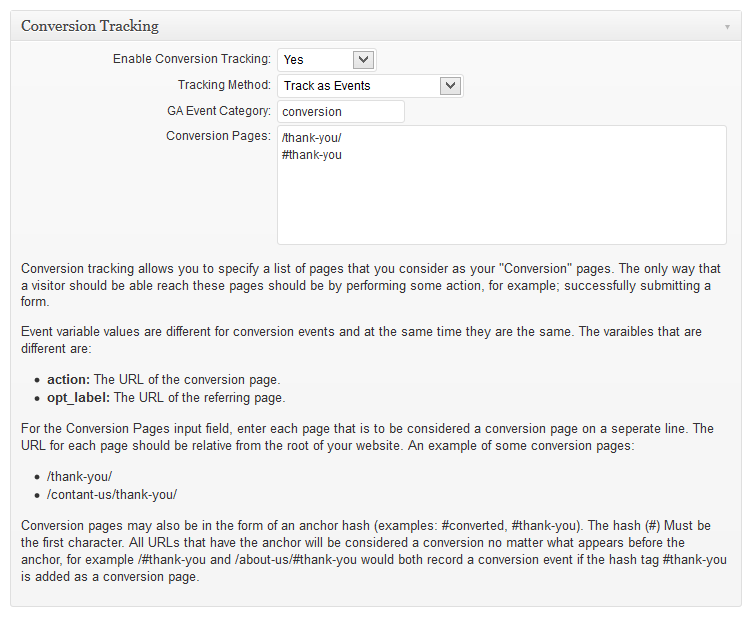 Conversion Tracking
Enable Conversion Tracking: Yes
Tracking Method: Track as Events
GA Event Category: conversion
Conversion Pages: /thank-you/
#thank-you
Conversion tracking allows you to specify a list of pages that you consider as your "Conversion" pages. The only way that
a visitor should be able reach these pages should be by performing some action, for example; successfully submitting a
form.
Event variable values are different for conversion events and at the same time they are the same. The varaibles that are
different are:
• action: The URL of the conversion page.
• opt_label: The URL of the referring page.
For the Conversion Pages input field, enter each page that is to be considered a conversion page on a seperate line. The
URL for each page should be relative from the root of your website. An example of some conversion pages:
• /thank-you/
• /contant-us/thank-you/
Conversion pages may also be in the form of an anchor hash (examples: #converted, #thank-you). The hash (#) Must be
the first character. All URLs that have the anchor will be considered a conversion no matter what appears before the
anchor, for example /#thank-you and /about-us/#thank-you would both record a conversion event if the hash tag #thank-you
is added as a conversion page.